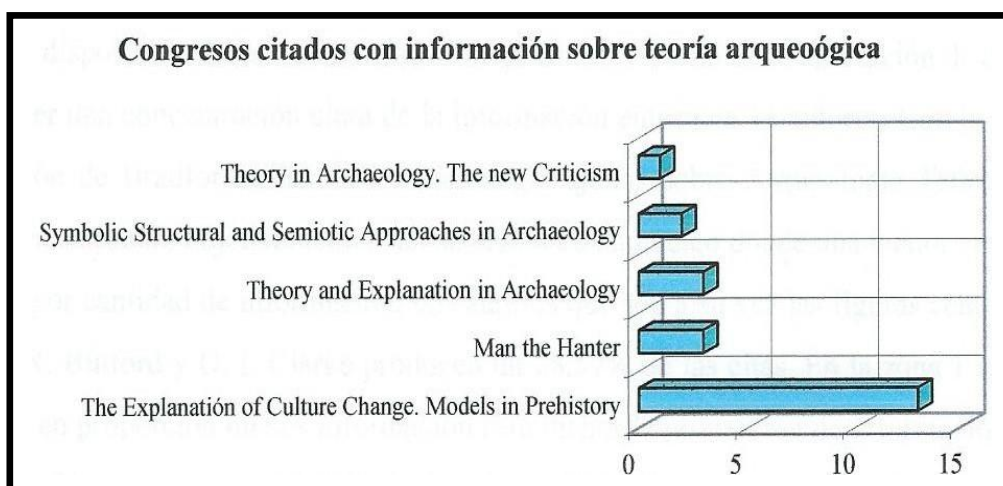 Congresos citados con información sobre teoría arqueoógica
Theory in Archaeology. The new Criticism
Symbolic Structural and Semiotic Approaches in Archaeology
Theory and Explanation in Archaeology
Man the Hanter
The Explanatión of Culture Change. Models in Prehistory
0 5 10 15